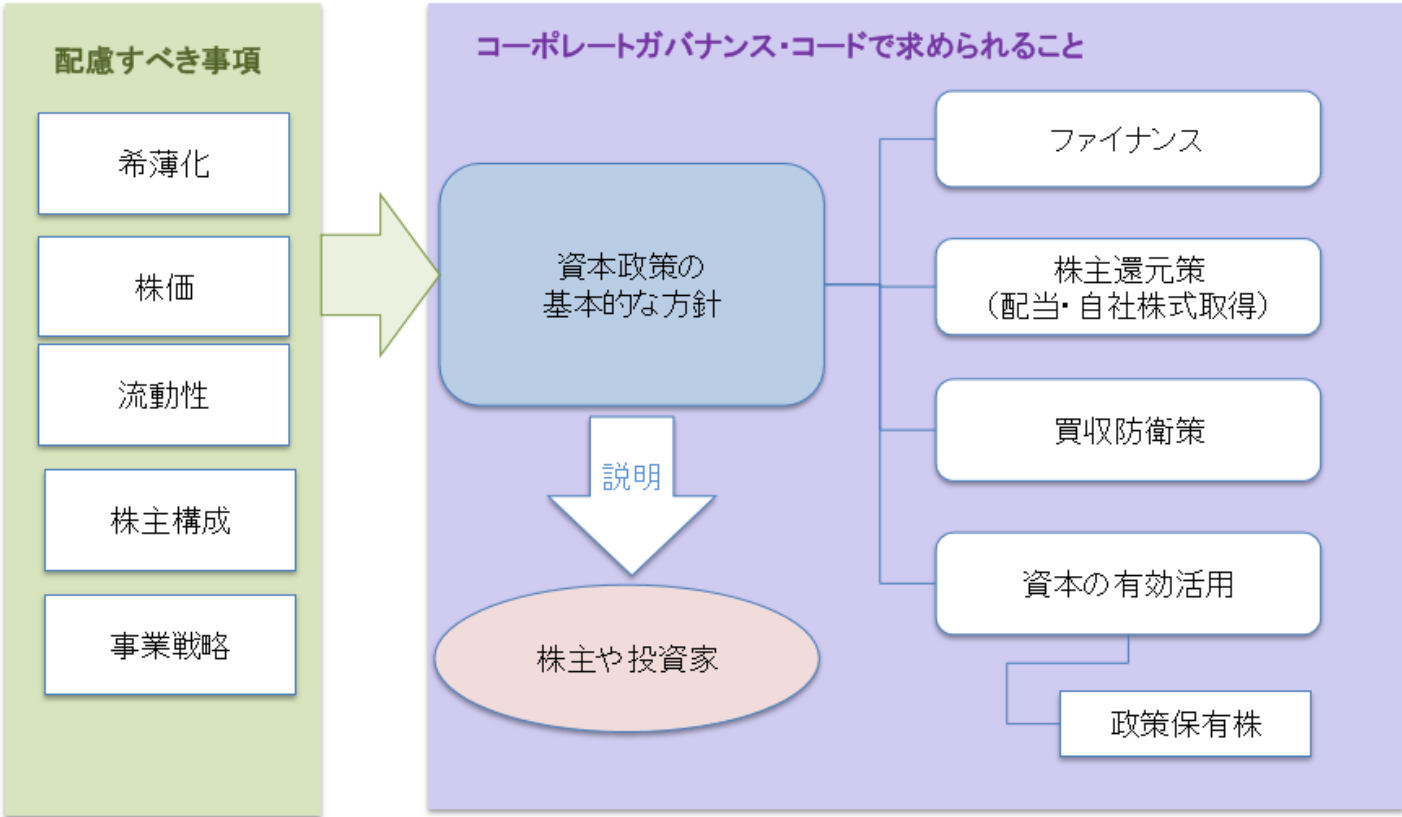 配慮すべき事項
希薄化
株価
流動性
株主構成
事業戦略
コーポレートガバナンス・コードで求められること
資本政策の
基本的な方針
説明
株主や投資家
ファイナンス
株主還元策
（配当・自社株式取得）
買収防衛策
資本の有効活用
政策保有株